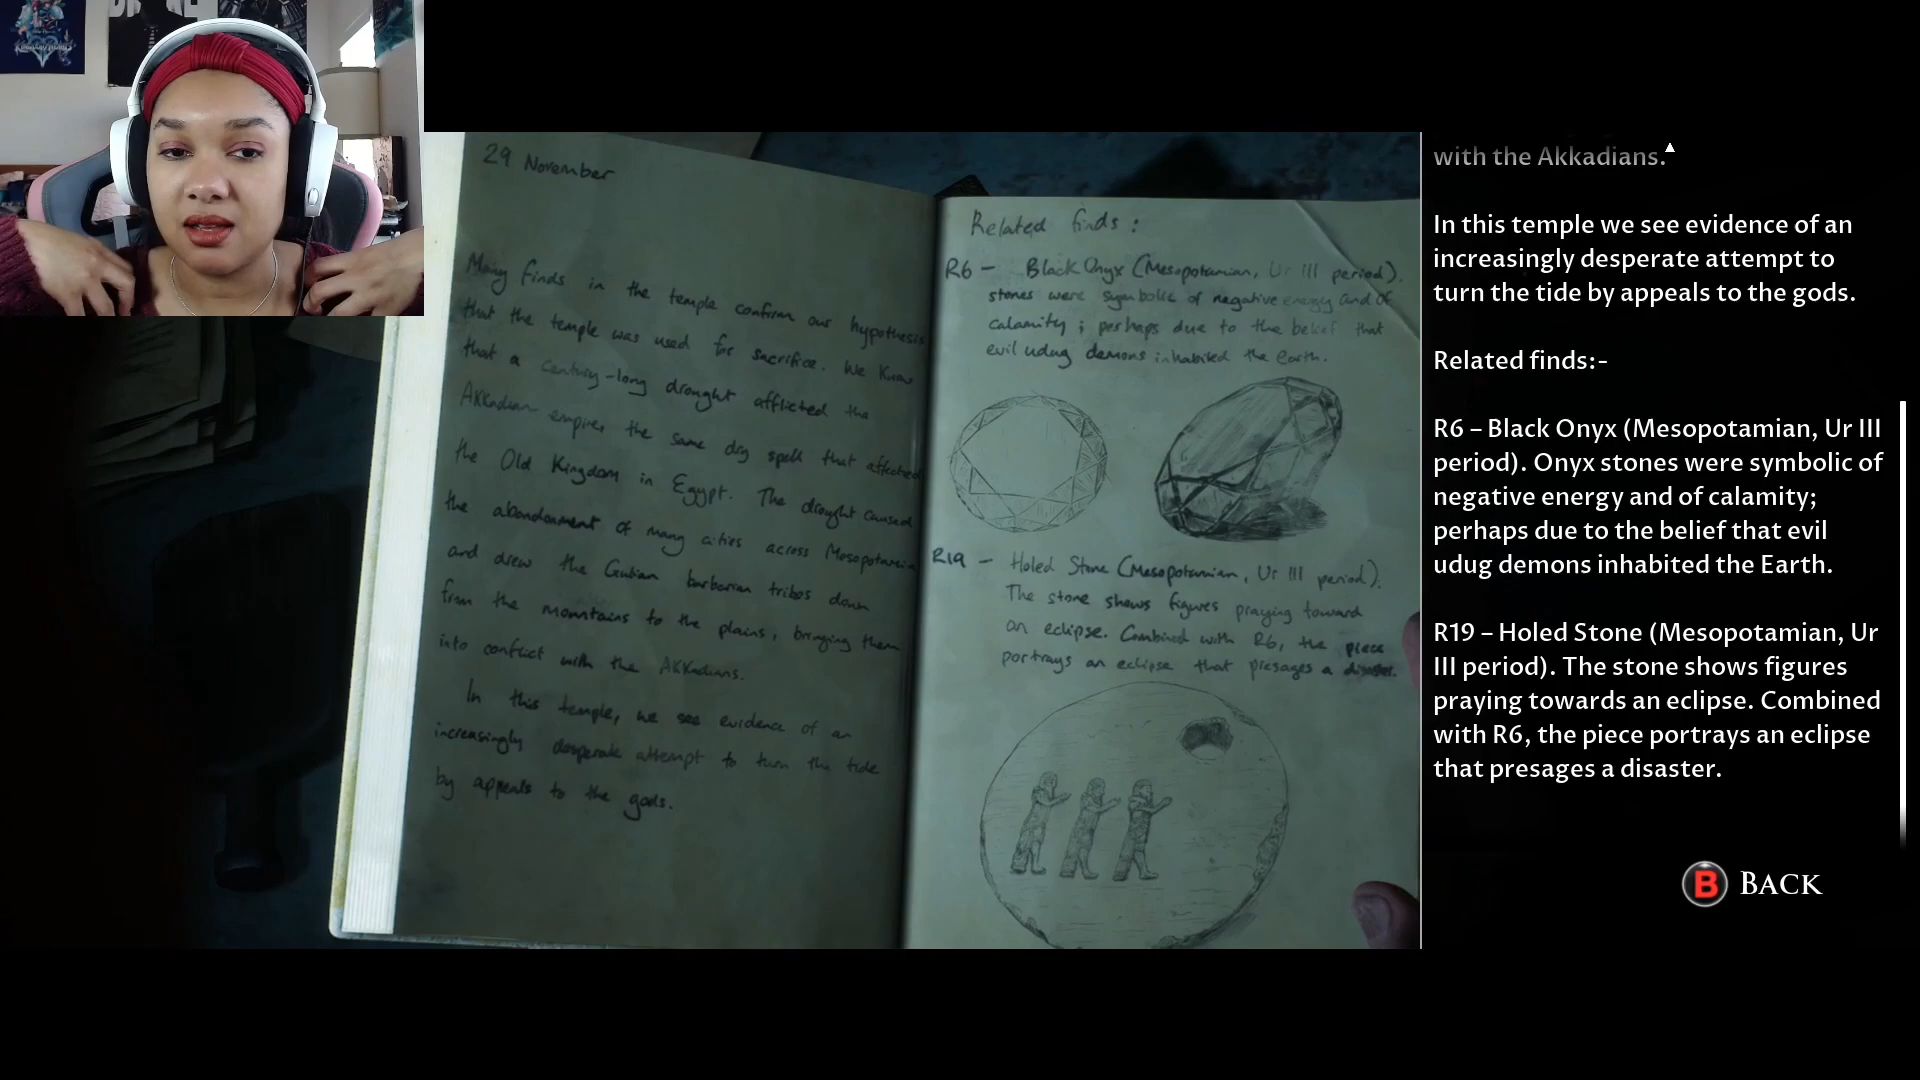 KINGDOM HEARTS
29 November
Many finds in the temple confirm our hypothesis
that the temple was used for sacrifice. We know
that a century-long drought afflicted the
Akkadian empire, the same dry spell that affected
the Old Kingdom in Egypt. The drought caused
the abandonment of many cities across Mesopotamia
and drew the Gutian barbarian tribes down
from the mountains to the plains, bringing them
into conflict with the AKKadians.
In this temple, we see evidence of an
increasingly desperate attempt to turn the tide
by appeals to the gods.
Related finds:
R6 - Black Onyx (Mesopotamian, Ur III period).
stones were symbolic of negative energy and of
calamity; perhaps due to the belief that
evil udug demons inhabited the Earth.
R19 - Holed Stone (Mesopotamian, Ur III period).
The stone shows figures praying toward
an eclipse. Combined with R6, the piece
portrays an eclipse that presages a disaster.
with the Akkadians.
In this temple we see evidence of an
increasingly desperate attempt to
turn the tide by appeals to the gods.
Related finds:-
R6 – Black Onyx (Mesopotamian, Ur III
period). Onyx stones were symbolic of
negative energy and of calamity;
perhaps due to the belief that evil
udug demons inhabited the Earth.
R19 – Holed Stone (Mesopotamian, Ur
III period). The stone shows figures
praying towards an eclipse. Combined
with R6, the piece portrays an eclipse
that presages a disaster.
B BACK